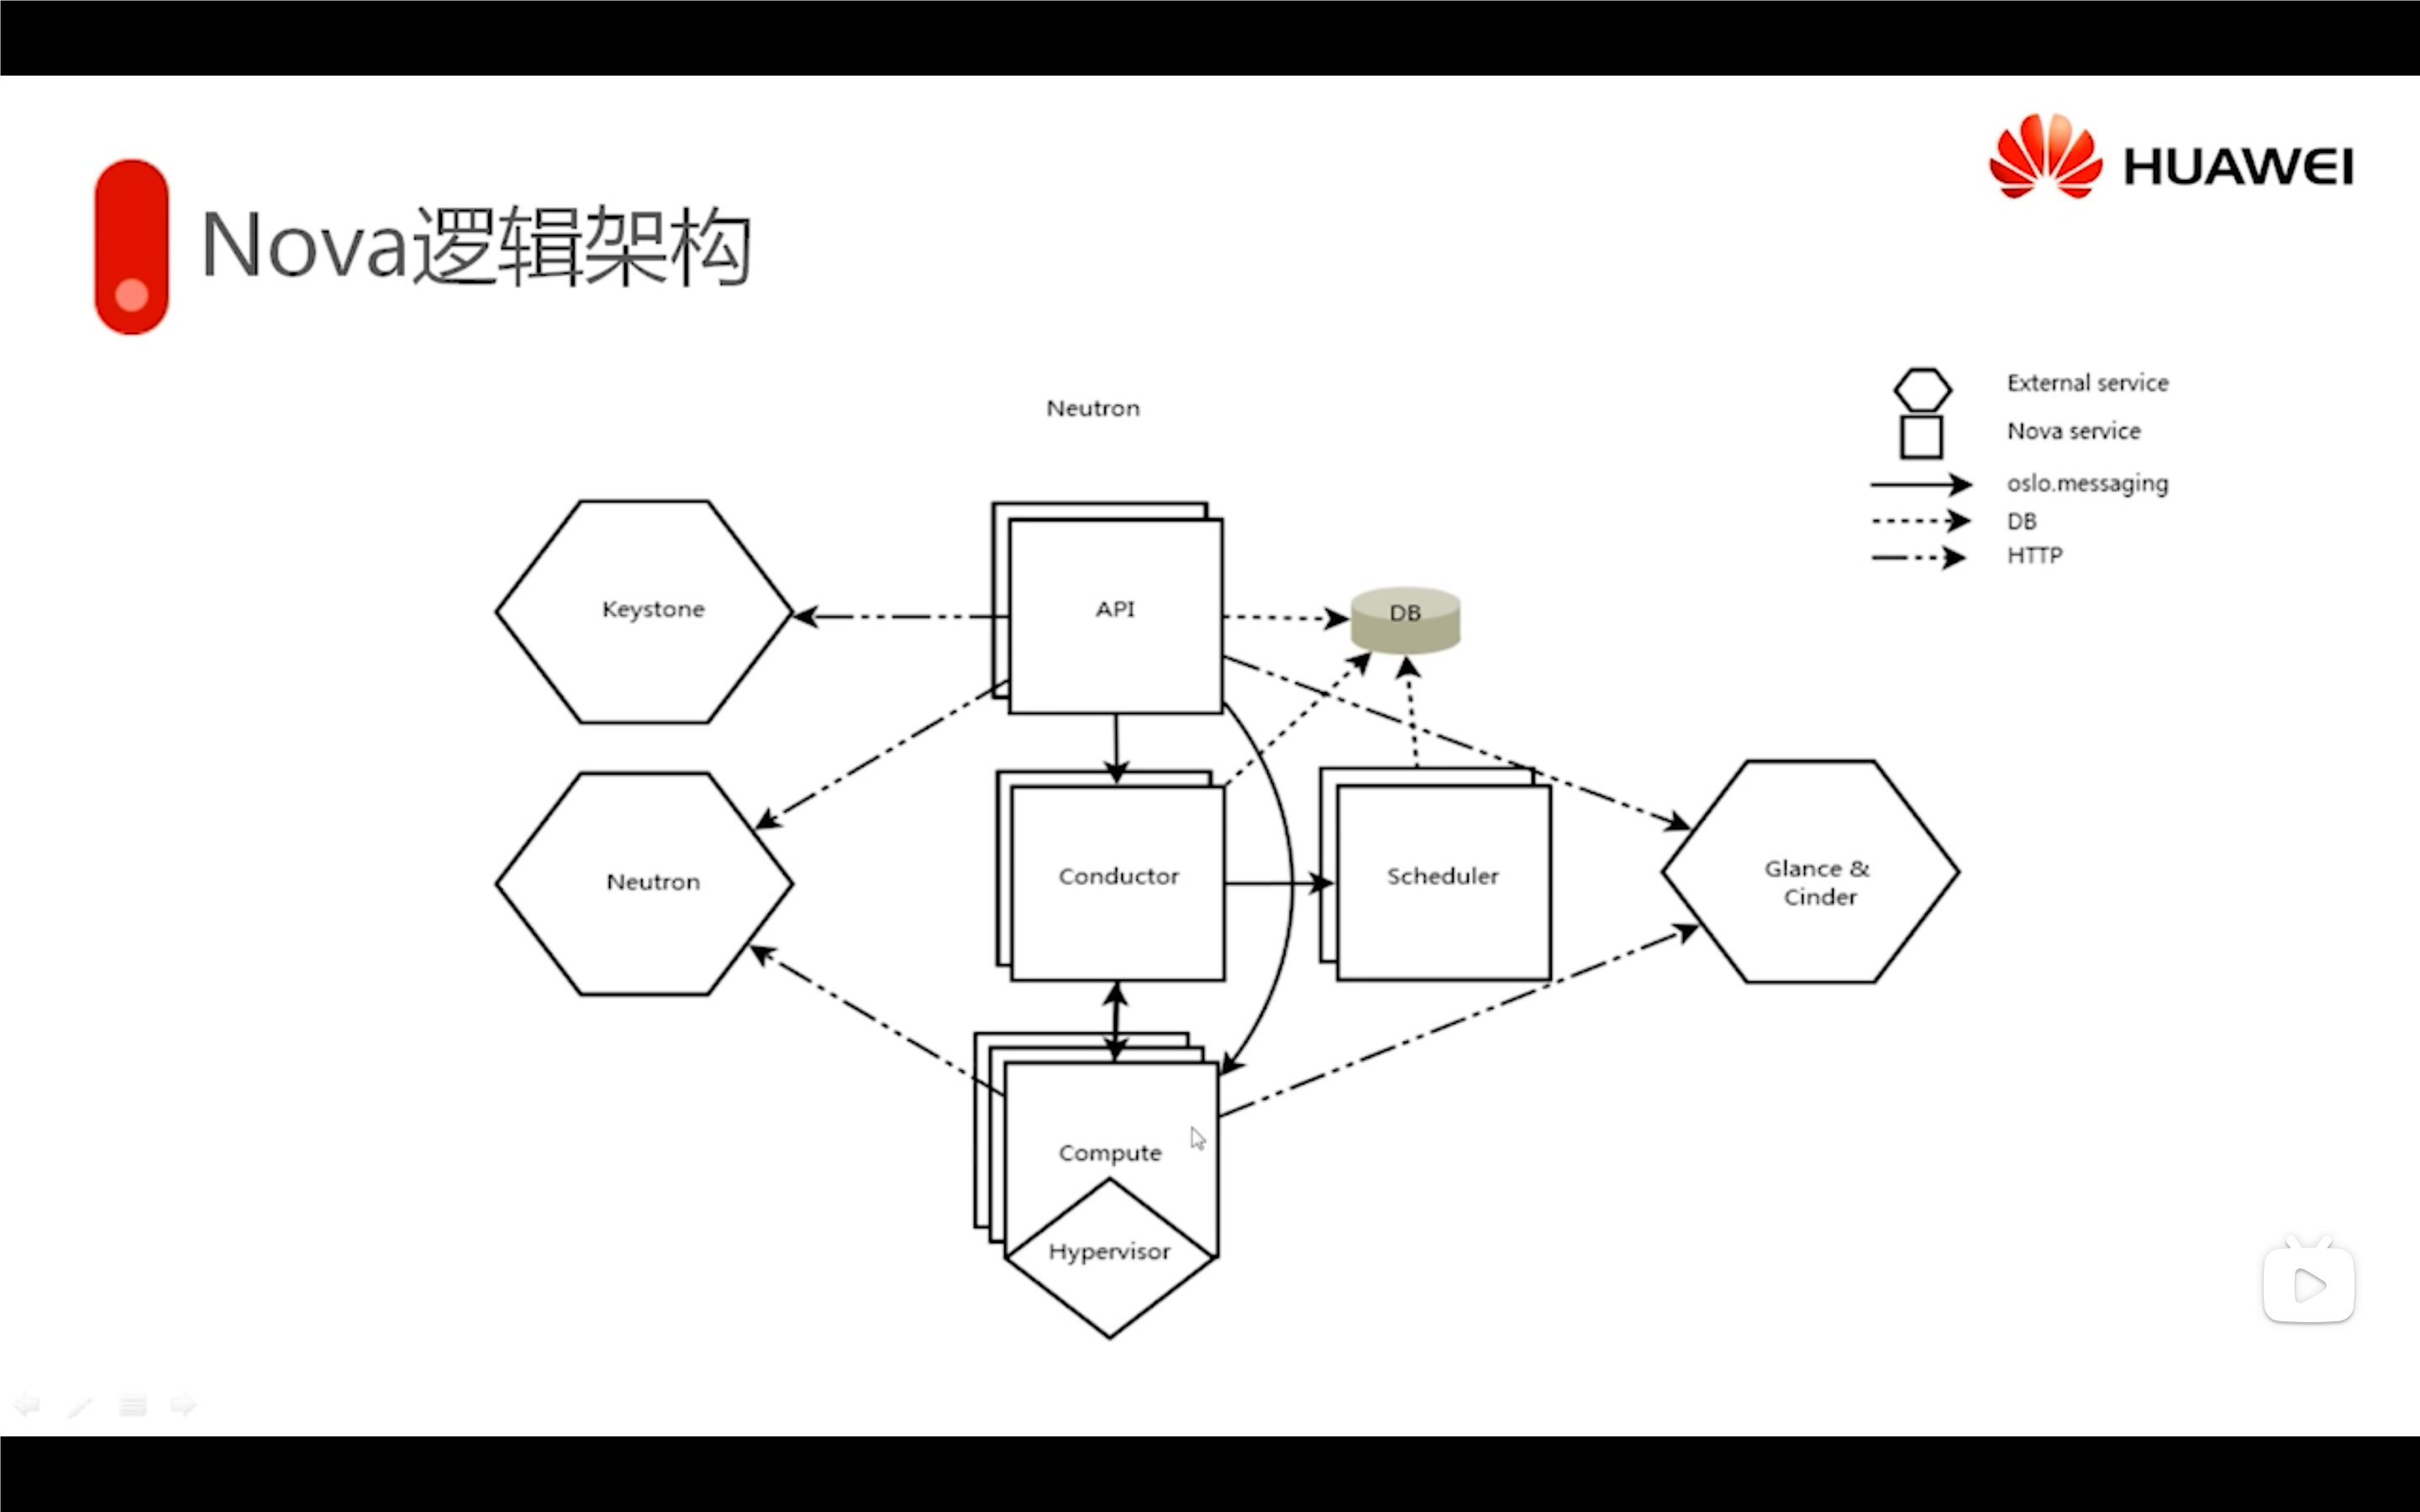 HUAWEI
Nova逻辑架构
External service
Nova service
oslo.messaging
DB
HTTP
Neutron
Keystone
API
DB
Neutron
Conductor
Scheduler
Glance &
Cinder
Compute
Hypervisor